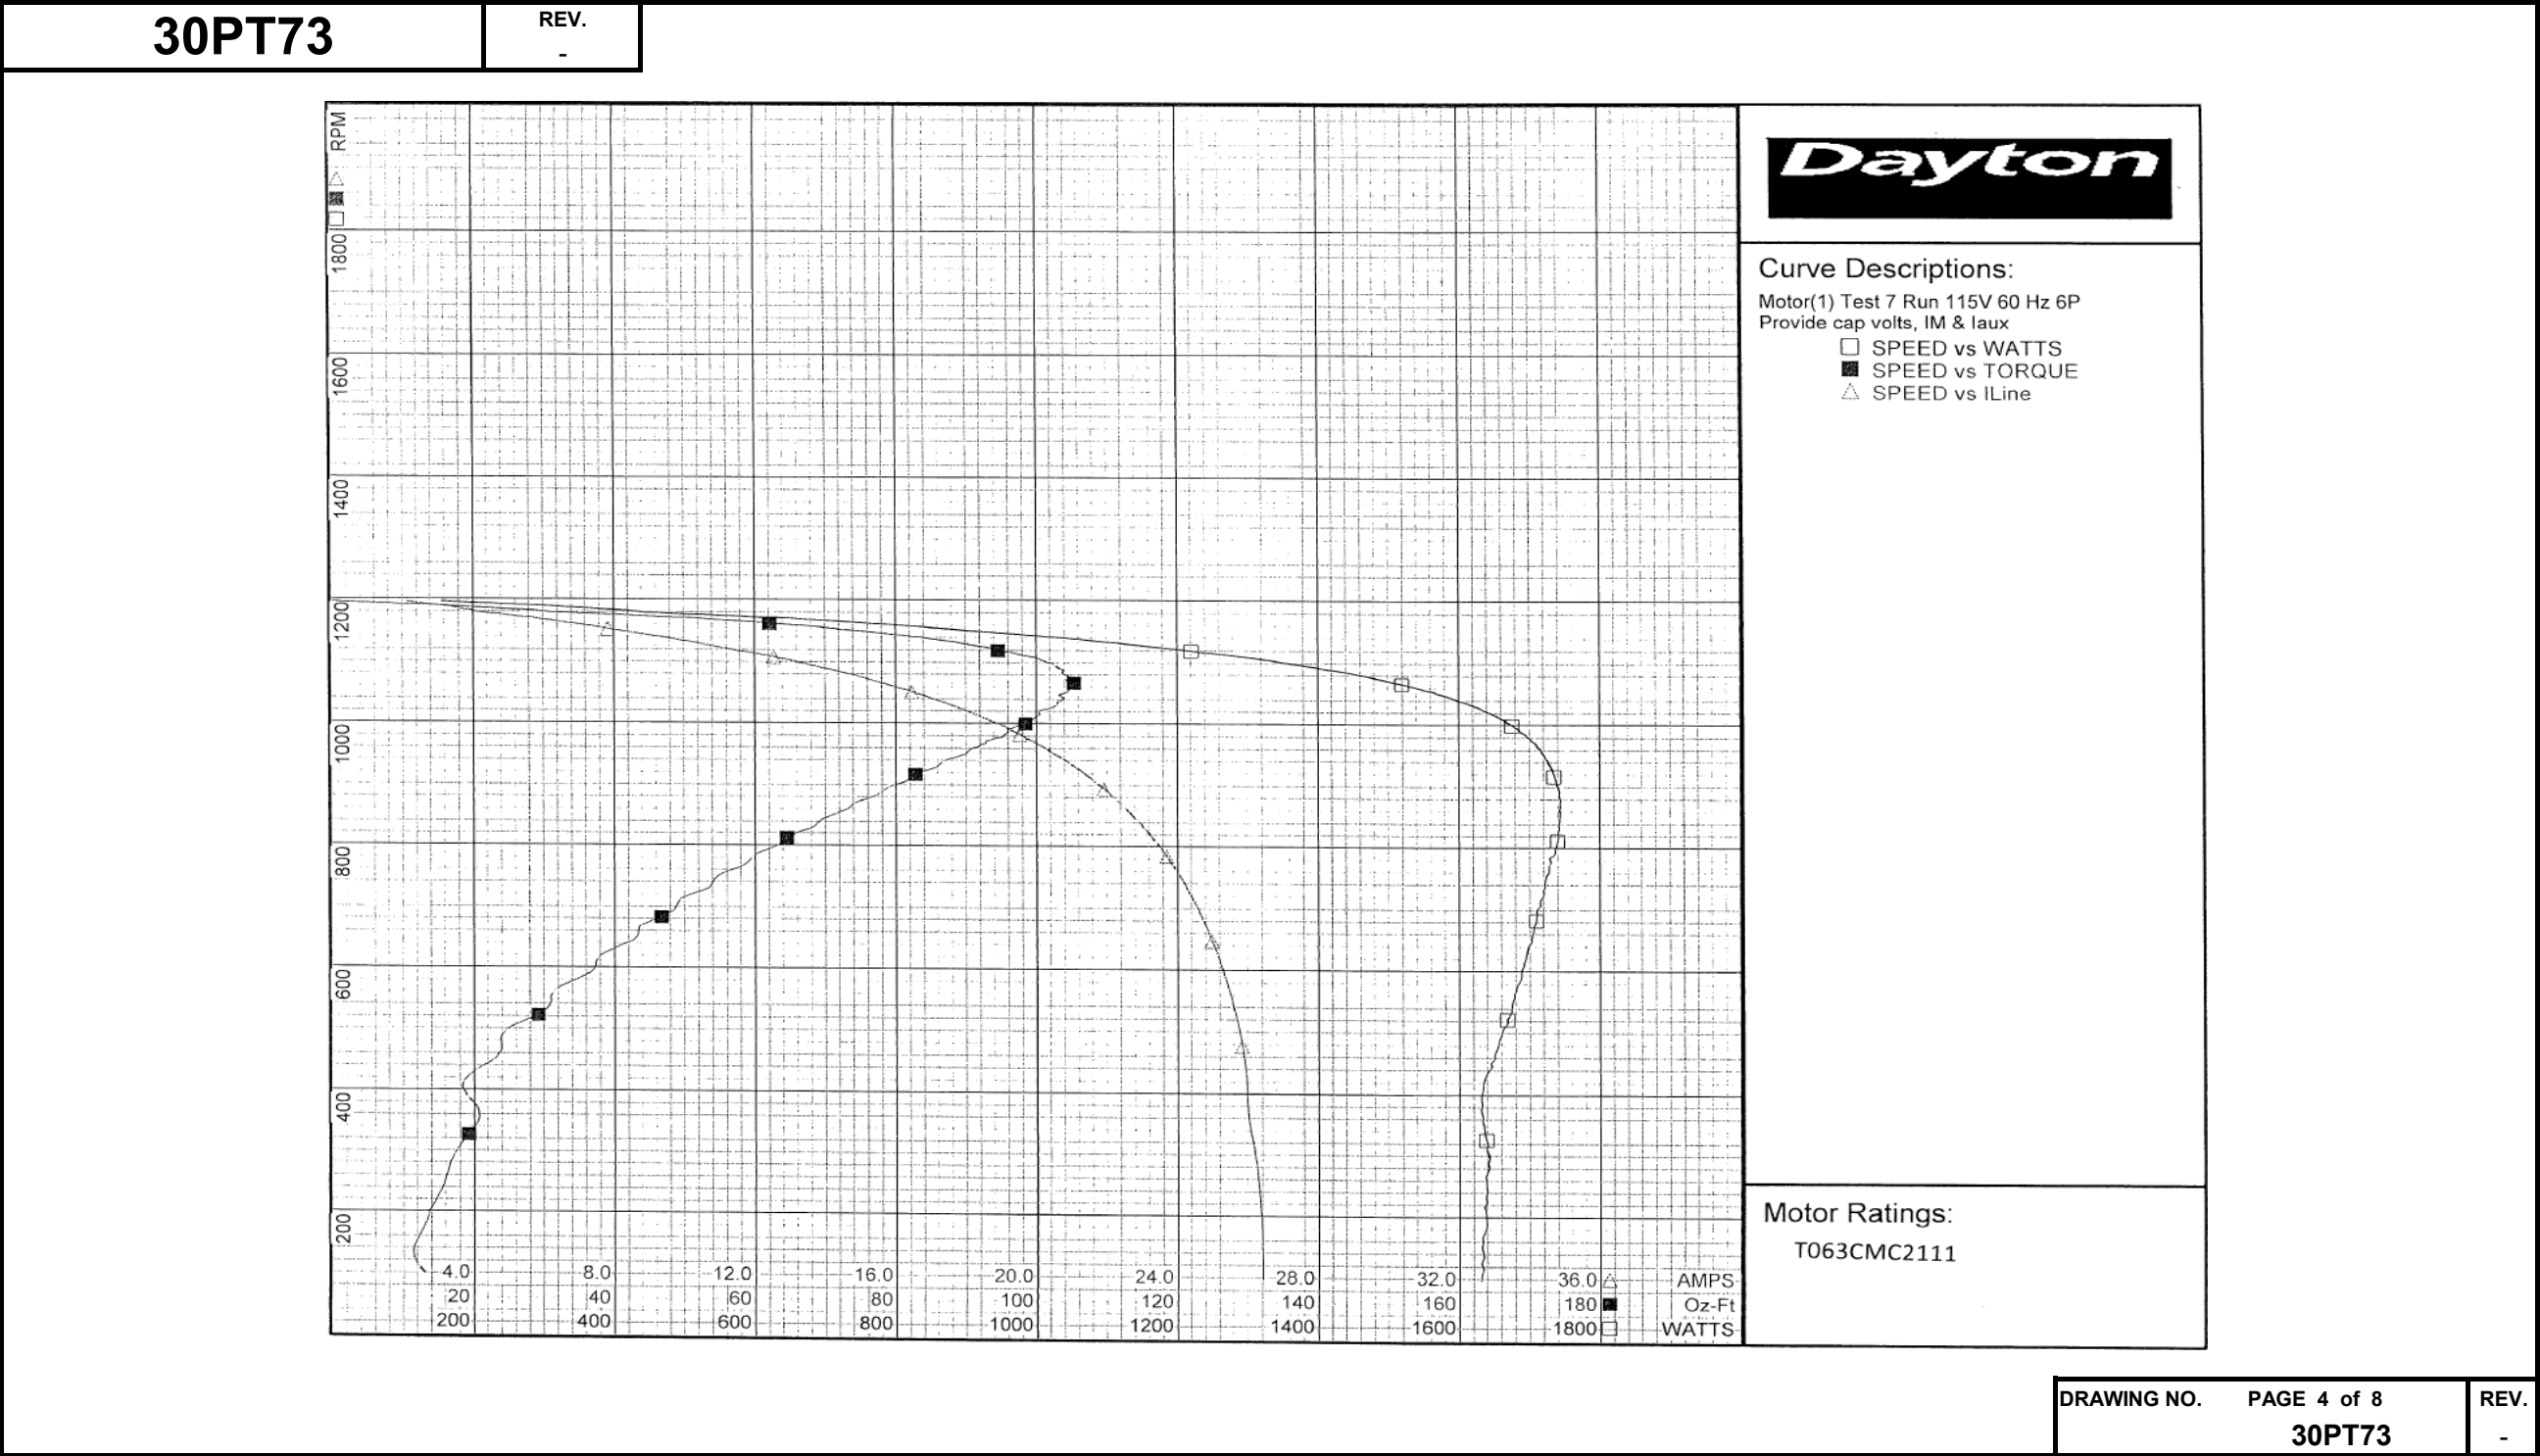 30PT73
REV.
-
RPM
1800
1600
1400
1200
1000
800
600
400
200
4.0 8.0 12.0 16.0 20.0 24.0 28.0 32.0 36.0 AMPS
20 40 60 80 100 120 140 160 180 Oz-Ft
200 400 600 800 1000 1200 1400 1600 1800 WATTS
Dayton
Curve Descriptions:
Motor(1) Test 7 Run 115V 60 Hz 6P
Provide cap volts, IM & Iaux
SPEED vs WATTS
SPEED vs TORQUE
SPEED vs ILine
Motor Ratings:
T063CMC2111
DRAWING NO. PAGE 4 of 8
30PT73
REV.
-